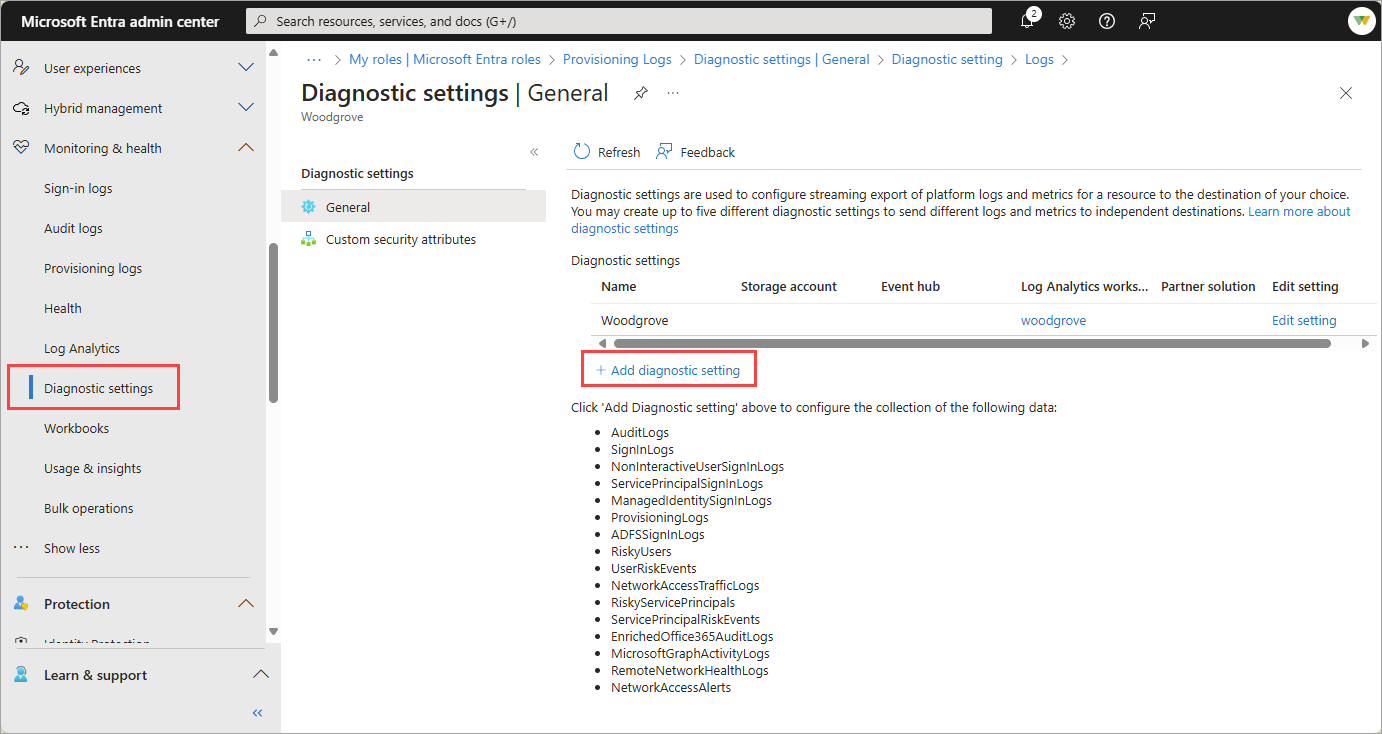 Microsoft Entra admin center
Search resources, services, and docs (G+/)
2
User experiences
Hybrid management
Monitoring & health
Sign-in logs
Audit logs
Provisioning logs
Health
Log Analytics
Diagnostic settings
Workbooks
Usage & insights
Bulk operations
... Show less
Protection
Identity Protection
Learn & support
«
... > My roles | Microsoft Entra roles > Provisioning Logs > Diagnostic settings | General > Diagnostic setting > Logs >
Diagnostic settings | General ...
Woodgrove
«
Diagnostic settings
General
Custom security attributes
Refresh Feedback
Diagnostic settings are used to configure streaming export of platform logs and metrics for a resource to the destination of your choice.
You may create up to five different diagnostic settings to send different logs and metrics to independent destinations. Learn more about
diagnostic settings
Diagnostic settings
Name Storage account Event hub Log Analytics works... Partner solution Edit setting
Woodgrove woodgrove Edit setting
+ Add diagnostic setting
Click 'Add Diagnostic setting' above to configure the collection of the following data:
• AuditLogs
• SignInLogs
• NonInteractiveUserSignInLogs
• ServicePrincipalSignInLogs
• ManagedIdentitySignInLogs
• ProvisioningLogs
• ADFSSignInLogs
• RiskyUsers
• UserRiskEvents
• NetworkAccessTrafficLogs
• RiskyServicePrincipals
• ServicePrincipalRiskEvents
• EnrichedOffice365AuditLogs
• MicrosoftGraphActivityLogs
• RemoteNetworkHealthLogs
• NetworkAccessAlerts